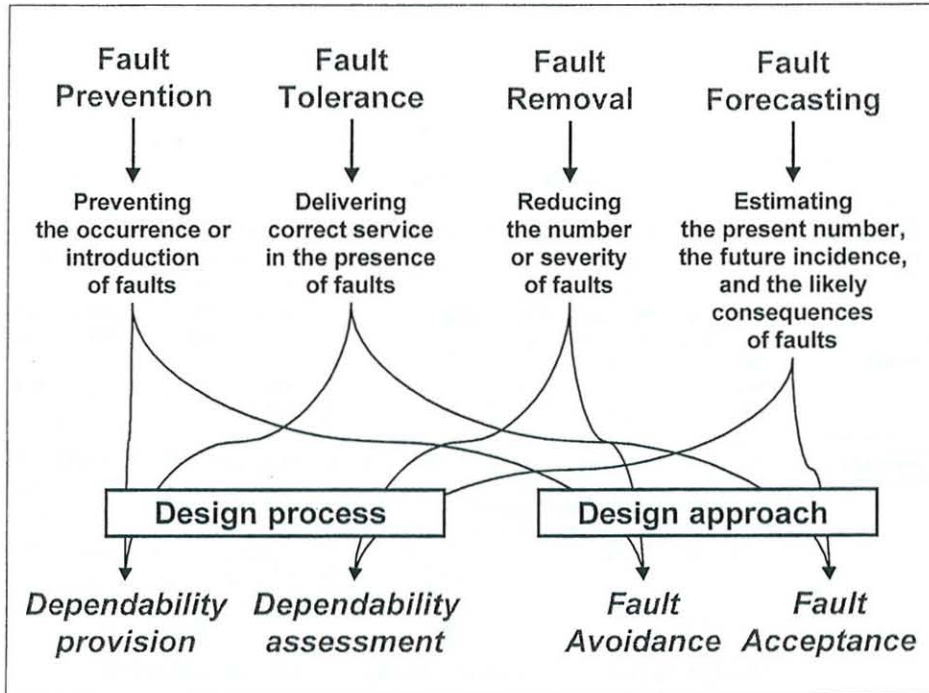 Fault
Prevention
Fault
Tolerance
Fault
Removal
Fault
Forecasting
Preventing
the occurrence or
introduction
of faults
Delivering
correct service
in the presence
of faults
Reducing
the number
or severity
of faults
Estimating
the present number,
the future incidence,
and the likely
consequences
of faults
Design process
Design approach
Dependability
provision
Dependability
assessment
Fault
Avoidance
Fault
Acceptance